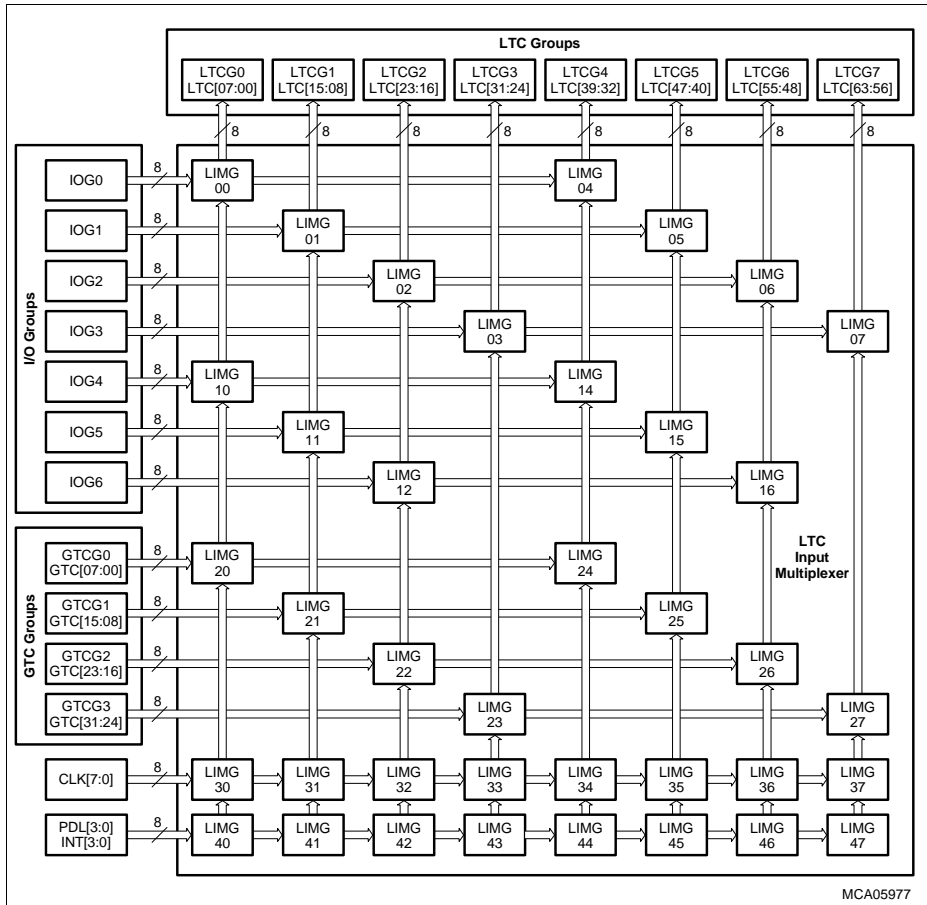 LTC Groups
LTCG0 LTCG1 LTCG2 LTCG3 LTCG4 LTCG5 LTCG6 LTCG7
LTC[07:00] LTC[15:08] LTC[23:16] LTC[31:24] LTC[39:32] LTC[47:40] LTC[55:48] LTC[63:56]
8 8 8 8 8 8 8 8
I/O Groups
IOG0 8 LIMG 00 LIMG 04
IOG1 8 LIMG 01 LIMG 05
IOG2 8 LIMG 02 LIMG 06
IOG3 8 LIMG 03 LIMG 07
IOG4 8 LIMG 10 LIMG 14
IOG5 8 LIMG 11 LIMG 15
IOG6 8 LIMG 12 LIMG 16
GTC Groups
GTCG0 8 LIMG LIMG
GTC[07:00] 20 24
LTC
Input
Multiplexer
GTCG1 8 LIMG LIMG
GTC[15:08] 21 25
GTCG2 8 LIMG LIMG
GTC[23:16] 22 26
GTCG3 8 LIMG LIMG
GTC[31:24] 23 27
CLK[7:0] 8 LIMG 30 LIMG 31 LIMG 32 LIMG 33 LIMG 34 LIMG 35 LIMG 36 LIMG 37
PDL[3:0] 8 LIMG LIMG LIMG LIMG LIMG LIMG LIMG LIMG
INT[3:0] 40 41 42 43 44 45 46 47
MCA05977